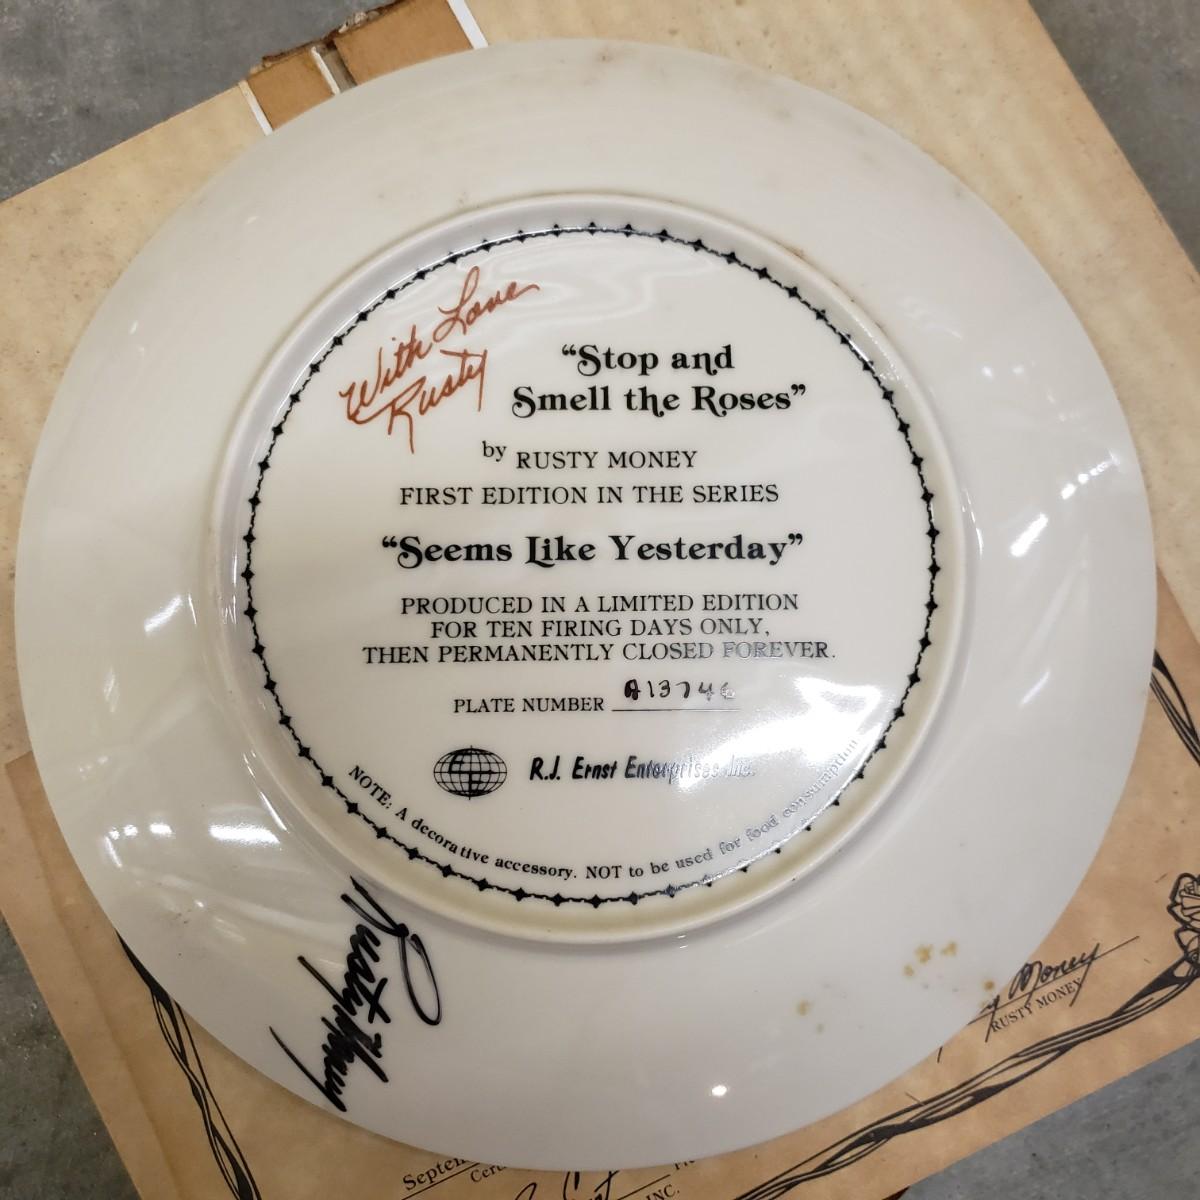 With Love
Rusty
“Stop and
Smell the Roses”
by RUSTY MONEY
FIRST EDITION IN THE SERIES
“Seems Like Yesterday”
PRODUCED IN A LIMITED EDITION
FOR TEN FIRING DAYS ONLY,
THEN PERMANENTLY CLOSED FOREVER.
PLATE NUMBER A13746
R.J. Ernst Enterprises Inc.
NOTE: A decorative accessory. NOT to be used for food consumption
Rusty Money
Money
RUSTY MONEY
INC.